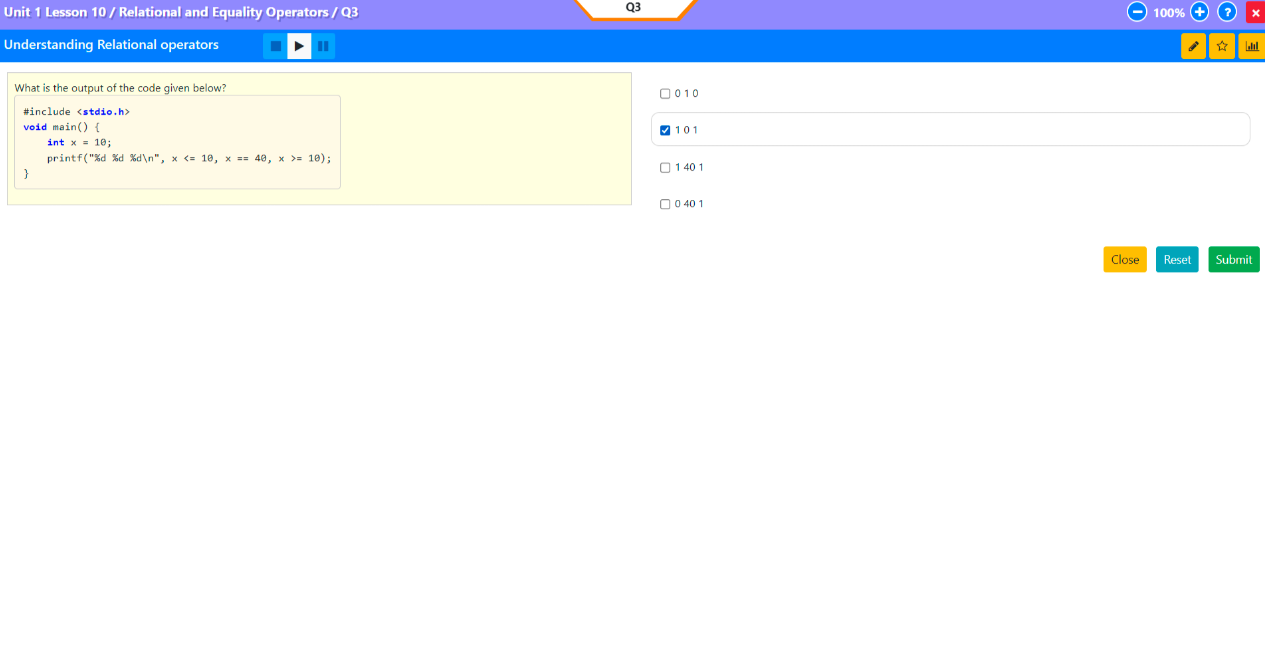 Unit 1 Lesson 10 / Relational and Equality Operators / Q3
Q3
100%
?
Understanding Relational operators
What is the output of the code given below?
#include <stdio.h>
void main() {
    int x = 10;
    printf("%d %d %d\n", x <= 10, x == 40, x >= 10);
}
0 1 0
1 0 1
1 40 1
0 40 1
Close
Reset
Submit